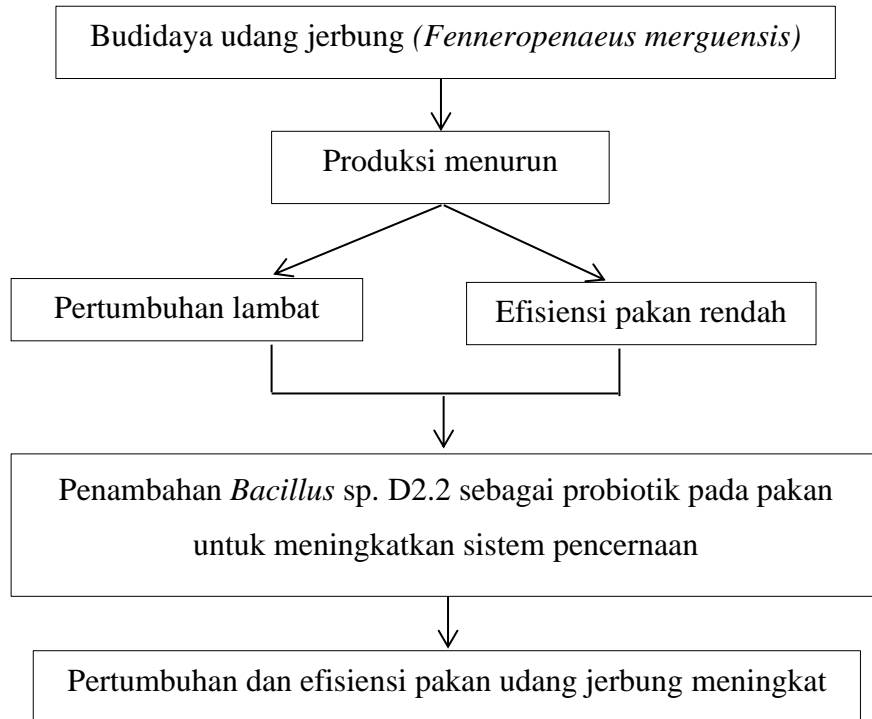 Budidaya udang jerbung (Fenneropenaeus merguensis)
Produksi menurun
Pertumbuhan lambat
Efisiensi pakan rendah
Penambahan Bacillus sp. D2.2 sebagai probiotik pada pakan
untuk meningkatkan sistem pencernaan
Pertumbuhan dan efisiensi pakan udang jerbung meningkat